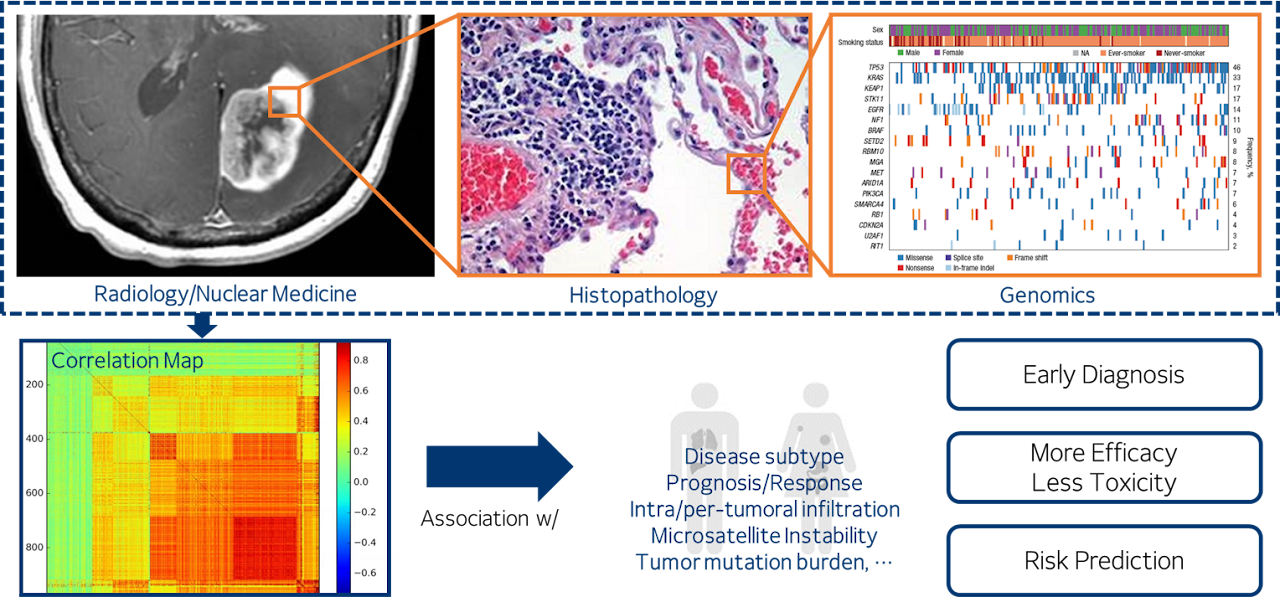 Sex
Smoking status
Male Female NA Ever-smoker Never-smoker
TP53 46
KRAS 33
KEAP1 17
STK11 17
EGFR 14
NF1 11
BRAF 10
SETD2 9
RBM10 8
MGA 8
MET 7
ARID1A 7
PIK3CA 7
SMARCA4 6
RB1 4
CDKN2A 4
U2AF1 3
RIT1 2
Frequency, %
Missense Splice site Frame shift
Nonsense In-frame Indel
Radiology/Nuclear Medicine
Histopathology
Genomics
Correlation Map
200
400
600
800
0.8
0.6
0.4
0.2
0.0
−0.2
−0.4
−0.6
Association w/
Disease subtype
Prognosis/Response
Intra/per-tumoral infiltration
Microsatellite Instability
Tumor mutation burden, ⋯
Early Diagnosis
More Efficacy
Less Toxicity
Risk Prediction